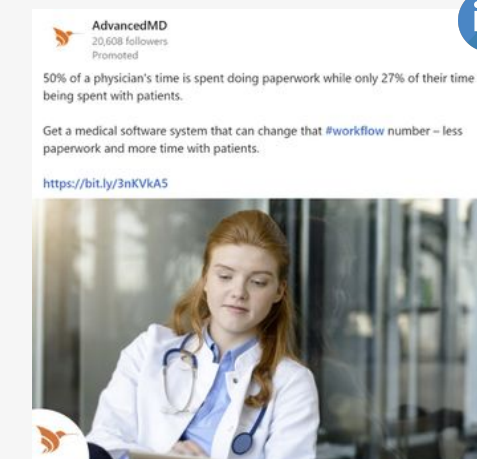 AdvancedMD
20,608 followers
Promoted
50% of a physician's time is spent doing paperwork while only 27% of their time
being spent with patients.
Get a medical software system that can change that #workflow number – less
paperwork and more time with patients.
https://bit.ly/3nKVkA5